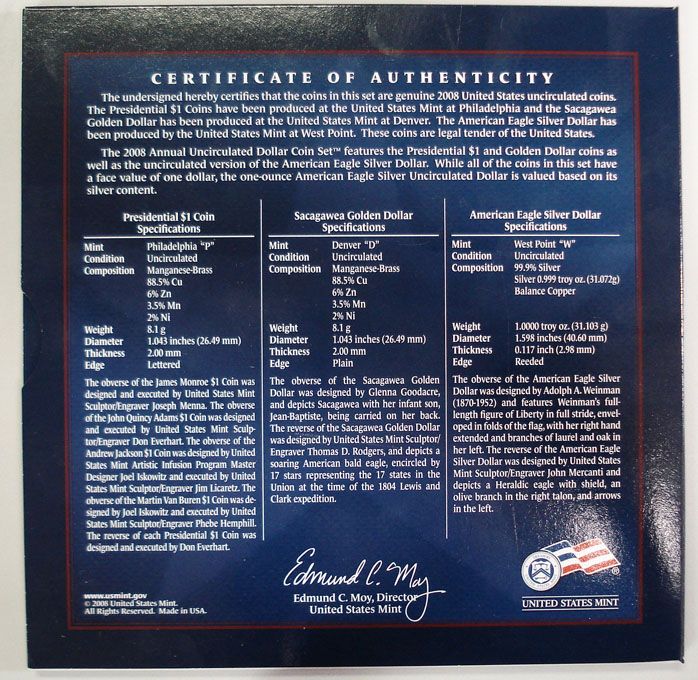 CERTIFICATE OF AUTHENTICITY
The undersigned hereby certifies that the coins in this set are genuine 2008 United States uncirculated coins.
The Presidential $1 Coins have been produced at the United States Mint at Philadelphia and the Sacagawea
Golden Dollar has been produced at the United States Mint at Denver. The American Eagle Silver Dollar has
been produced by the United States Mint at West Point. These coins are legal tender of the United States.
The 2008 Annual Uncirculated Dollar Coin Set™ features the Presidential $1 and Golden Dollar coins as
well as the uncirculated version of the American Eagle Silver Dollar. While all of the coins in this set have
a face value of one dollar, the one-ounce American Eagle Silver Uncirculated Dollar is valued based on its
silver content.
Presidential $1 Coin
Specifications
Mint Philadelphia "P"
Condition Uncirculated
Composition Manganese-Brass
88.5% Cu
6% Zn
3.5% Mn
2% Ni
Weight 8.1 g
Diameter 1.043 inches (26.49 mm)
Thickness 2.00 mm
Edge Lettered
The obverse of the James Monroe $1 Coin was
designed and executed by United States Mint
Sculptor/Engraver Joseph Menna. The obverse
of the John Quincy Adams $1 Coin was designed
and executed by United States Mint Sculp-
tor/Engraver Don Everhart. The obverse of the
Andrew Jackson $1 Coin was designed by United
States Mint Artistic Infusion Program Master
Designer Joel Iskowitz and executed by United
States Mint Sculptor/Engraver Jim Licaretz. The
obverse of the Martin Van Buren $1 Coin was de-
signed by Joel Iskowitz and executed by United
States Mint Sculptor/Engraver Phebe Hemphill.
The reverse of each Presidential $1 Coin was
designed and executed by Don Everhart.
Sacagawea Golden Dollar
Specifications
Mint Denver "D"
Condition Uncirculated
Composition Manganese-Brass
88.5% Cu
6% Zn
3.5% Mn
2% Ni
Weight 8.1 g
Diameter 1.043 inches (26.49 mm)
Thickness 2.00 mm
Edge Plain
The obverse of the Sacagawea Golden
Dollar was designed by Glenna Goodacre,
and depicts Sacagawea with her infant son,
Jean-Baptiste, being carried on her back.
The reverse of the Sacagawea Golden Dollar
was designed by United States Mint Sculptor/
Engraver Thomas D. Rodgers, and depicts a
soaring American bald eagle, encircled by
17 stars representing the 17 states in the
Union at the time of the 1804 Lewis and
Clark expedition.
American Eagle Silver Dollar
Specifications
Mint West Point "W"
Condition Uncirculated
Composition 99.9% Silver
Silver 0.999 troy oz. (31.072g)
Balance Copper
Weight 1.0000 troy oz. (31.103 g)
Diameter 1.598 inches (40.60 mm)
Thickness 0.117 inch (2.98 mm)
Edge Reeded
The obverse of the American Eagle Silver
Dollar was designed by Adolph A. Weinman
(1870-1952) and features Weinman's full-
length figure of Liberty in full stride, envel-
oped in folds of the flag, with her right hand
extended and branches of laurel and oak in
her left. The reverse of the American Eagle
Silver Dollar was designed by United States
Mint Sculptor/Engraver John Mercanti and
depicts a Heraldic eagle with shield, an
olive branch in the right talon, and arrows
in the left.
Edmund C. Moy
Edmund C. Moy, Director
United States Mint
www.usmint.gov
© 2008 United States Mint.
All Rights Reserved. Made in USA.
UNITED STATES MINT